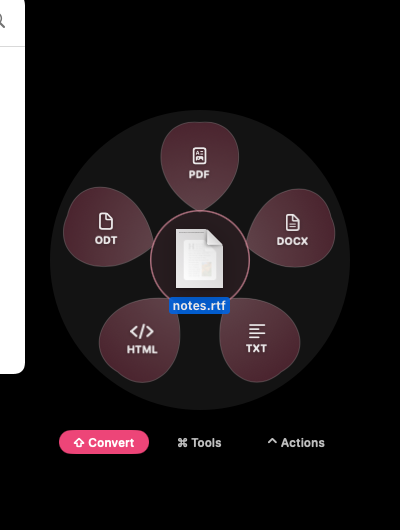 PDF
ODT
DOCX
notes.rtf
HTML
TXT
⇧ Convert
⌘ Tools
⌃ Actions